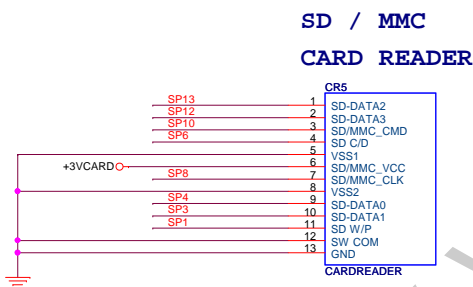 SD / MMC
CARD READER
CR5
SP13 1 SD-DATA2
SP12 2 SD-DATA3
SP10 3 SD/MMC_CMD
SP6 4 SD C/D
5 VSS1
+3VCARD 6 SD/MMC_VCC
SP8 7 SD/MMC_CLK
8 VSS2
SP4 9 SD-DATA0
SP3 10 SD-DATA1
SP1 11 SD W/P
12 SW COM
13 GND
CARDREADER